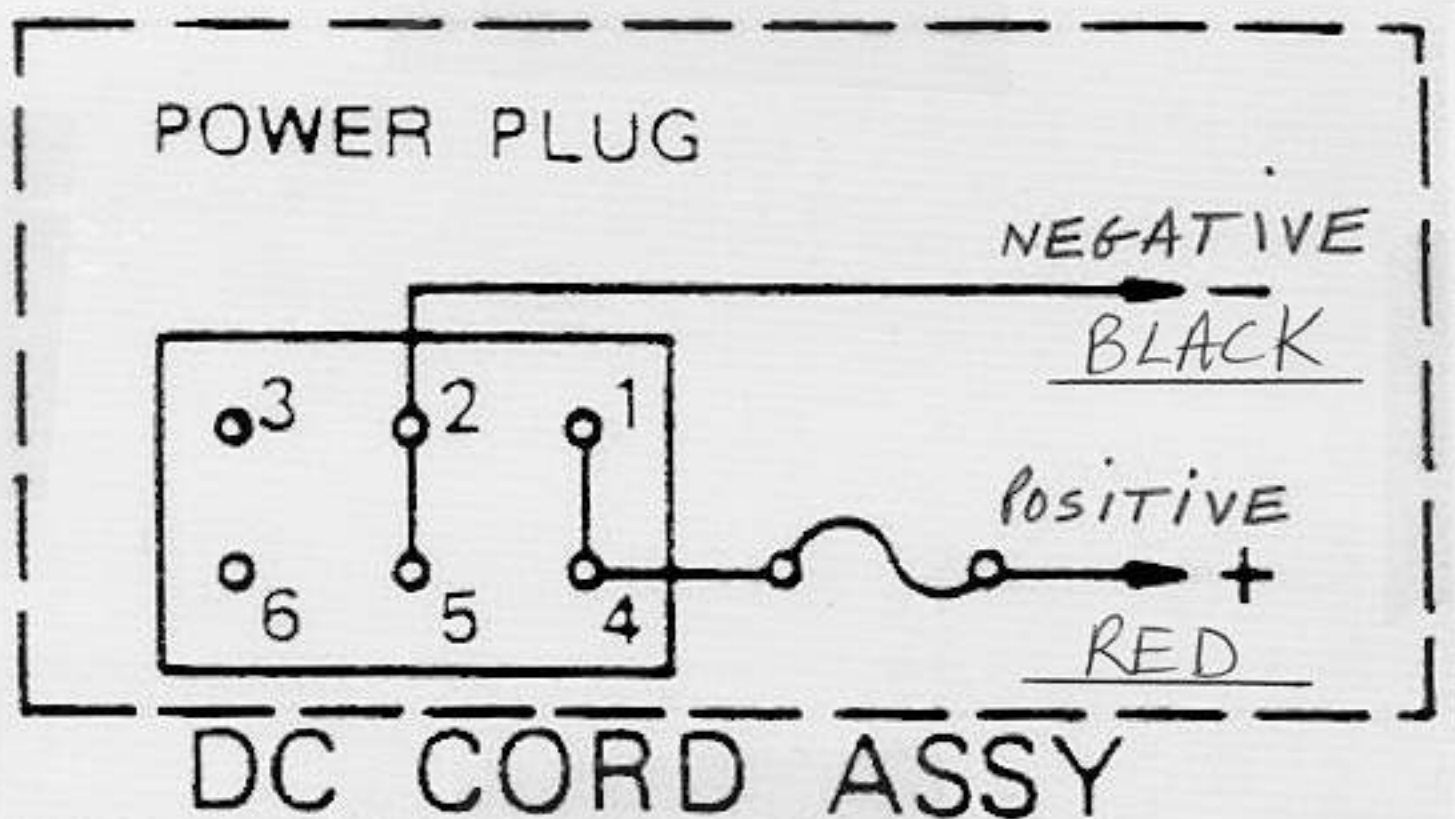 POWER PLUG
NEGATIVE
−
BLACK
3 2 1
POSITIVE
+
6 5 4
RED
DC CORD ASSY